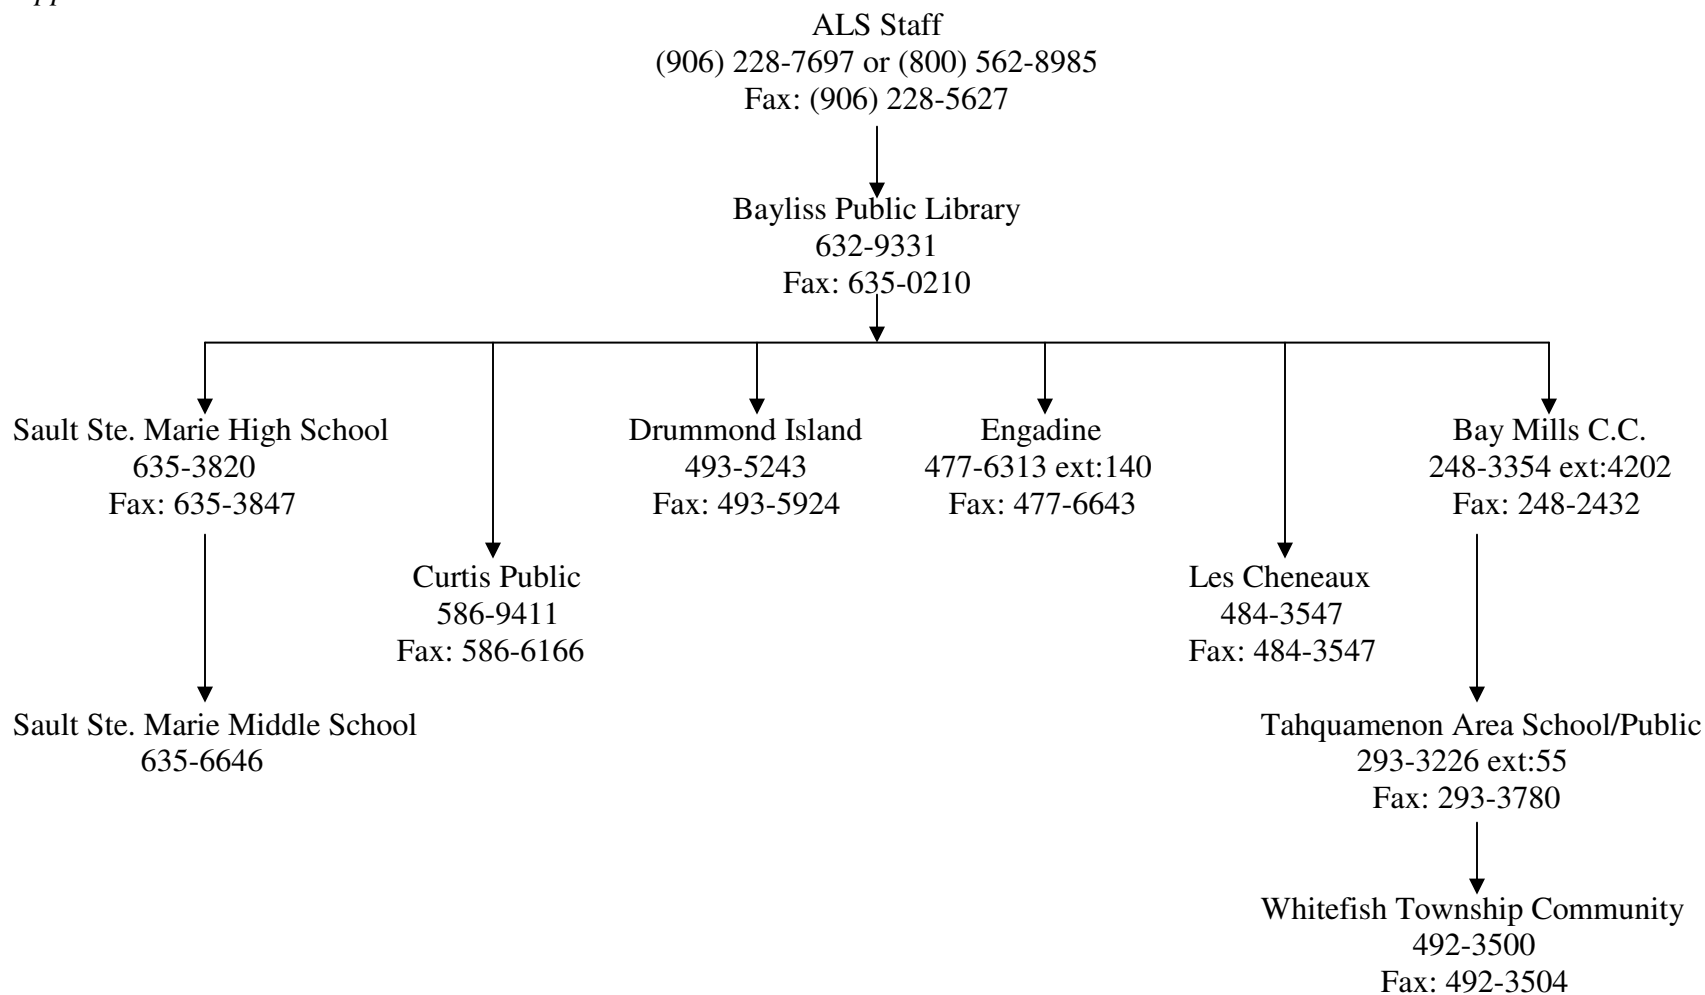 ALS Staff
(906) 228-7697 or (800) 562-8985
Fax: (906) 228-5627
Bayliss Public Library
632-9331
Fax: 635-0210
Sault Ste. Marie High School
635-3820
Fax: 635-3847
Drummond Island
493-5243
Fax: 493-5924
Engadine
477-6313 ext:140
Fax: 477-6643
Bay Mills C.C.
248-3354 ext:4202
Fax: 248-2432
Curtis Public
586-9411
Fax: 586-6166
Les Cheneaux
484-3547
Fax: 484-3547
Sault Ste. Marie Middle School
635-6646
Tahquamenon Area School/Public
293-3226 ext:55
Fax: 293-3780
Whitefish Township Community
492-3500
Fax: 492-3504